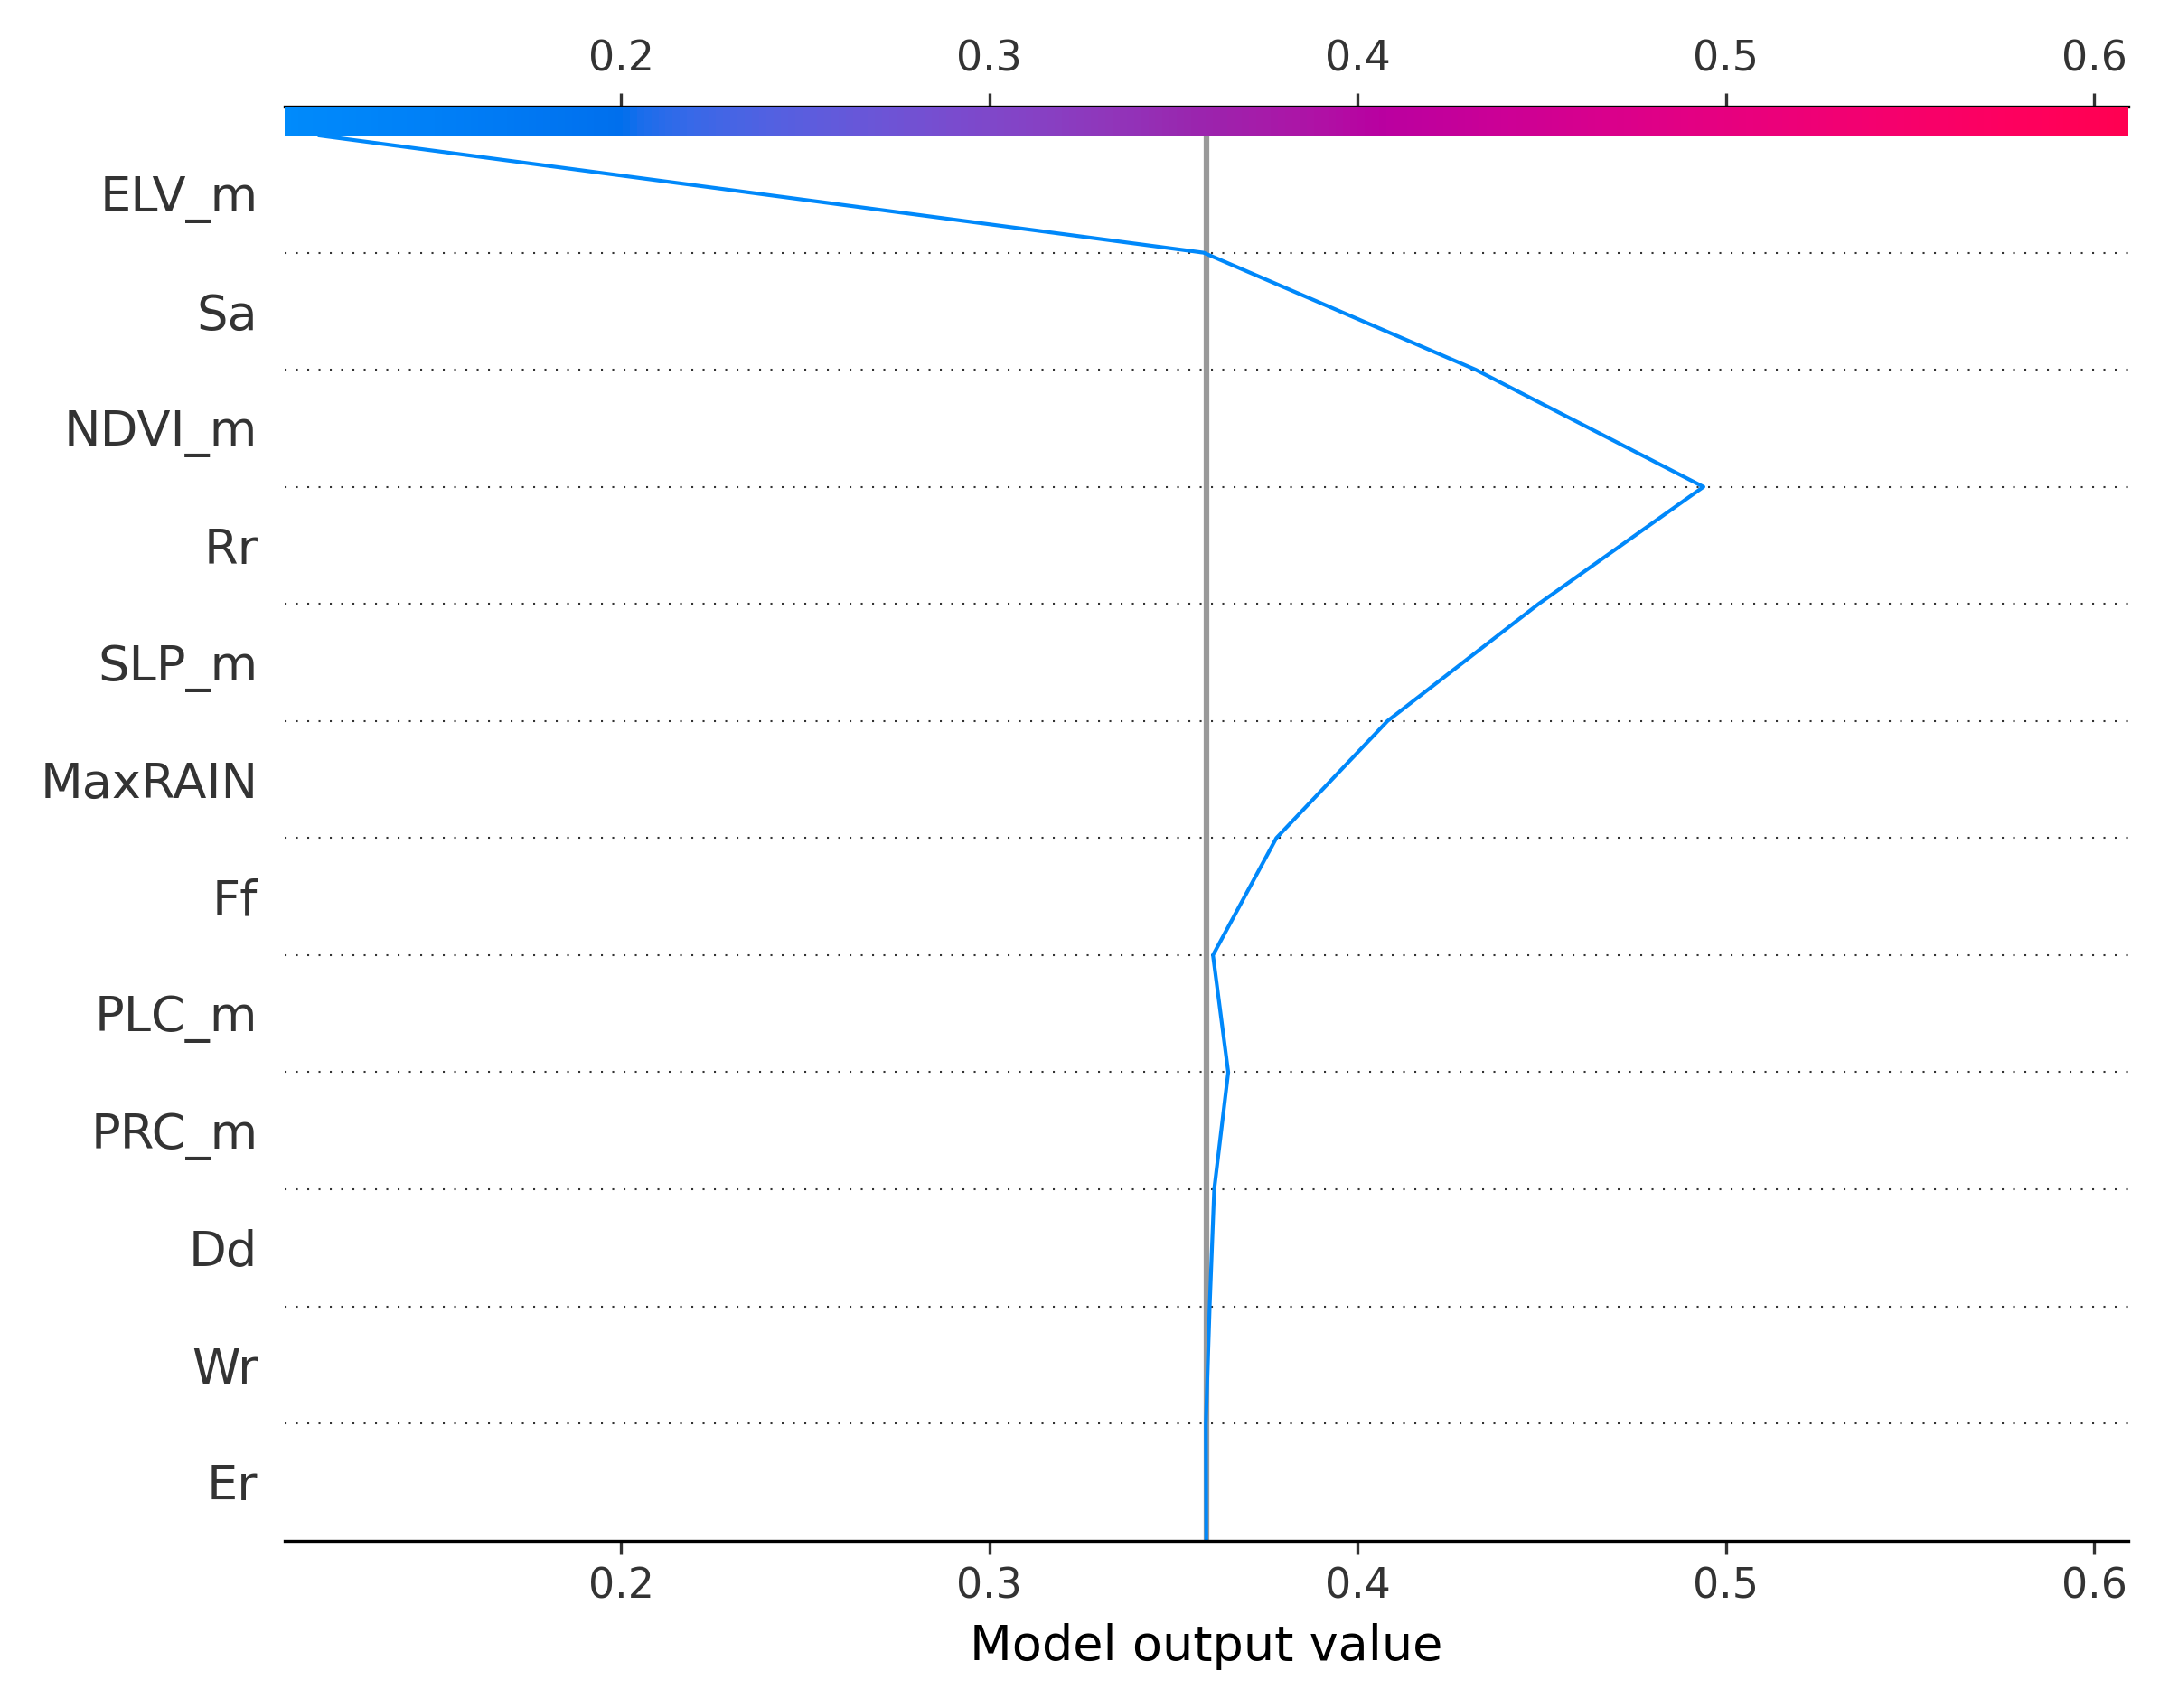 0.2 0.3 0.4 0.5 0.6
ELV_m
Sa
NDVI_m
Rr
SLP_m
MaxRAIN
Ff
PLC_m
PRC_m
Dd
Wr
Er
0.2 0.3 0.4 0.5 0.6
Model output value